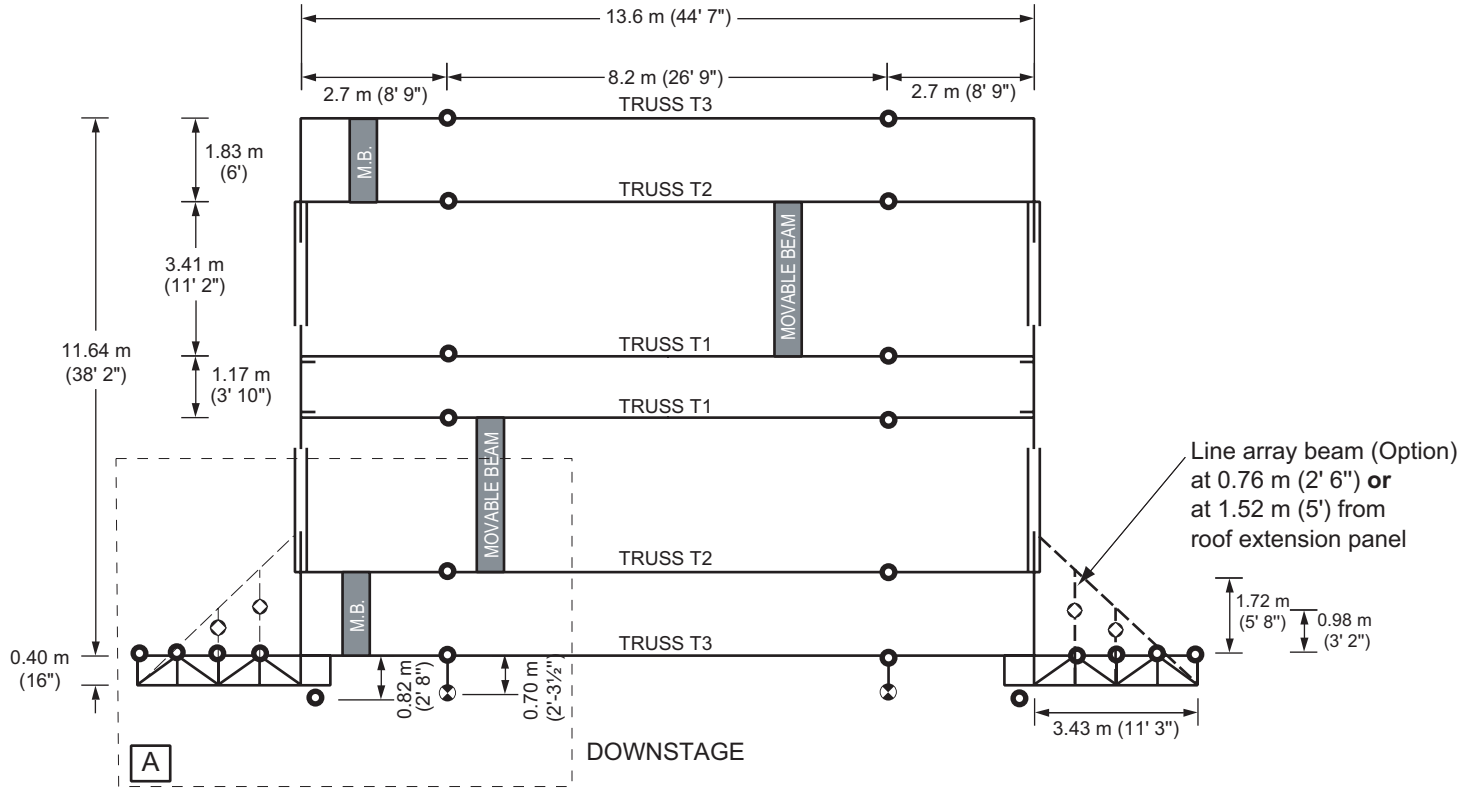 13.6 m (44' 7")
8.2 m (26' 9")
2.7 m (8' 9")
2.7 m (8' 9")
TRUSS T3
1.83 m
(6')
M.B.
TRUSS T2
3.41 m
(11' 2")
MOVABLE BEAM
11.64 m
(38' 2")
TRUSS T1
1.17 m
(3' 10")
TRUSS T1
MOVABLE BEAM
Line array beam (Option)
at 0.76 m (2' 6") or
at 1.52 m (5') from
roof extension panel
TRUSS T2
M.B.
1.72 m
(5' 8")
0.98 m
(3' 2")
TRUSS T3
0.40 m
(16")
0.82 m
(2' 8")
0.70 m
(2'-3½")
3.43 m (11' 3")
A
DOWNSTAGE